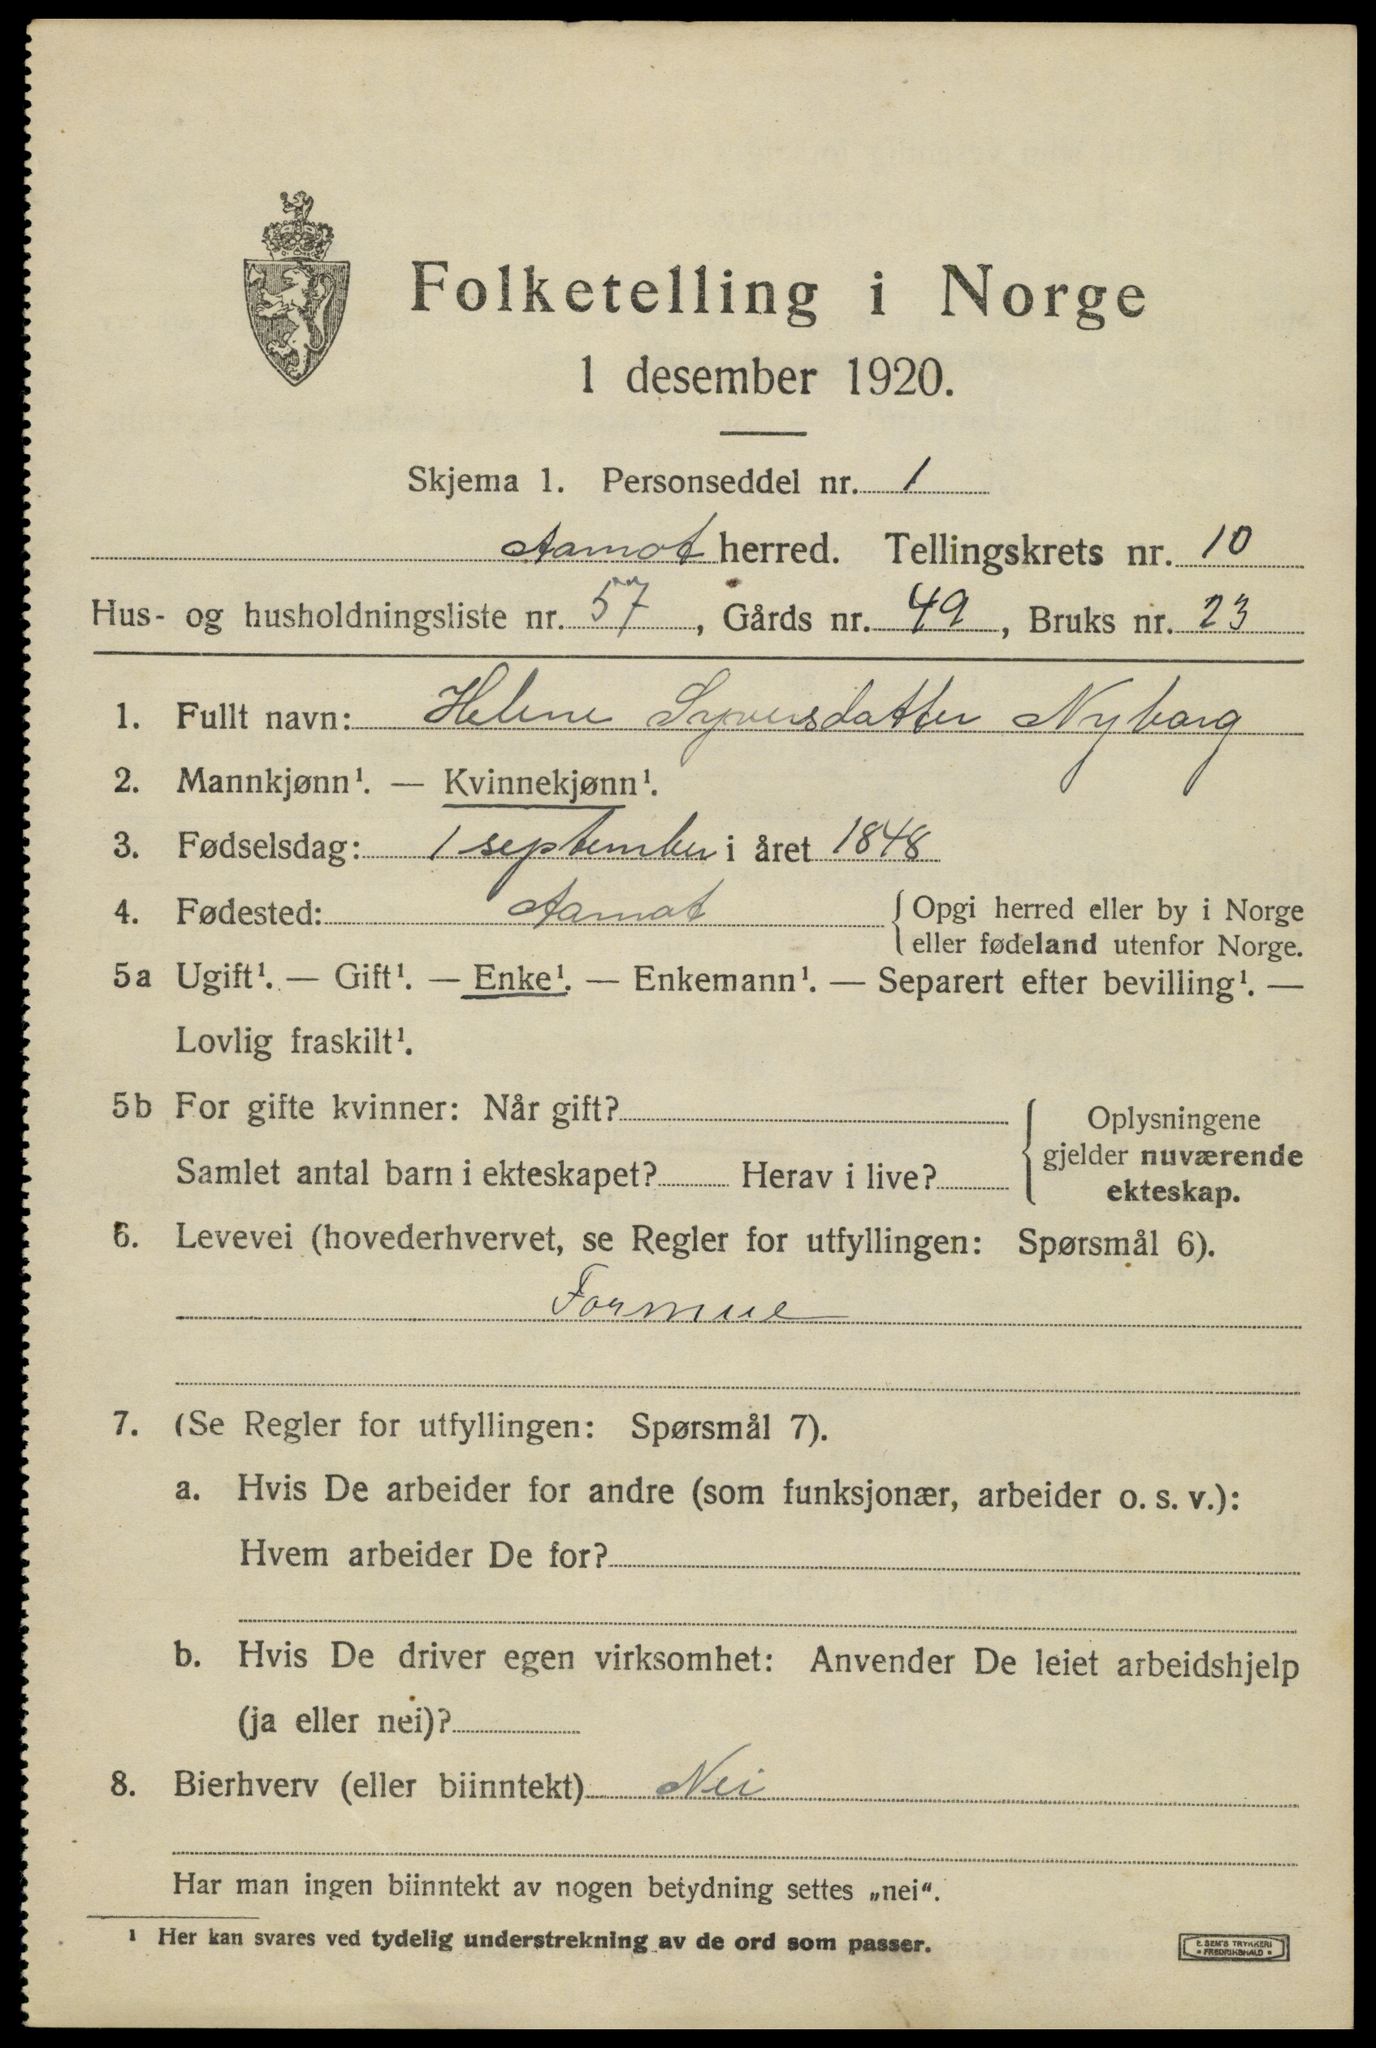 Folketelling i Norge
1 desember 1920.
Skjema 1. Personseddel nr. 1
Aamot herred. Tellingskrets nr. 10
Hus- og husholdningsliste nr. 57, Gårds nr. 49, Bruks nr. 23
1. Fullt navn: Helene Syversdatter Nyborg
2. Mannkjønn¹. — Kvinnekjønn¹.
3. Fødselsdag: 1 september i året 1848
4. Fødested: Aamot { Opgi herred eller by i Norge
eller fødeland utenfor Norge.
5a Ugift¹. — Gift¹. — Enke¹. — Enkemann¹. — Separert efter bevilling¹. —
Lovlig fraskilt¹.
5b For gifte kvinner: Når gift?
Samlet antal barn i ekteskapet? Herav i live?
{ Oplysningene
gjelder nuværende
ekteskap.
6. Levevei (hovederhvervet, se Regler for utfyllingen: Spørsmål 6).
Formue
7. (Se Regler for utfyllingen: Spørsmål 7).
a. Hvis De arbeider for andre (som funksjonær, arbeider o. s. v.):
Hvem arbeider De for?
b. Hvis De driver egen virksomhet: Anvender De leiet arbeidshjelp
(ja eller nei)?
8. Bierhverv (eller biinntekt) Nei
Har man ingen biinntekt av nogen betydning settes „nei“.
¹ Her kan svares ved tydelig understrekning av de ord som passer.
E. SEM'S TRYKKERI
• FREDRIKSHALD •